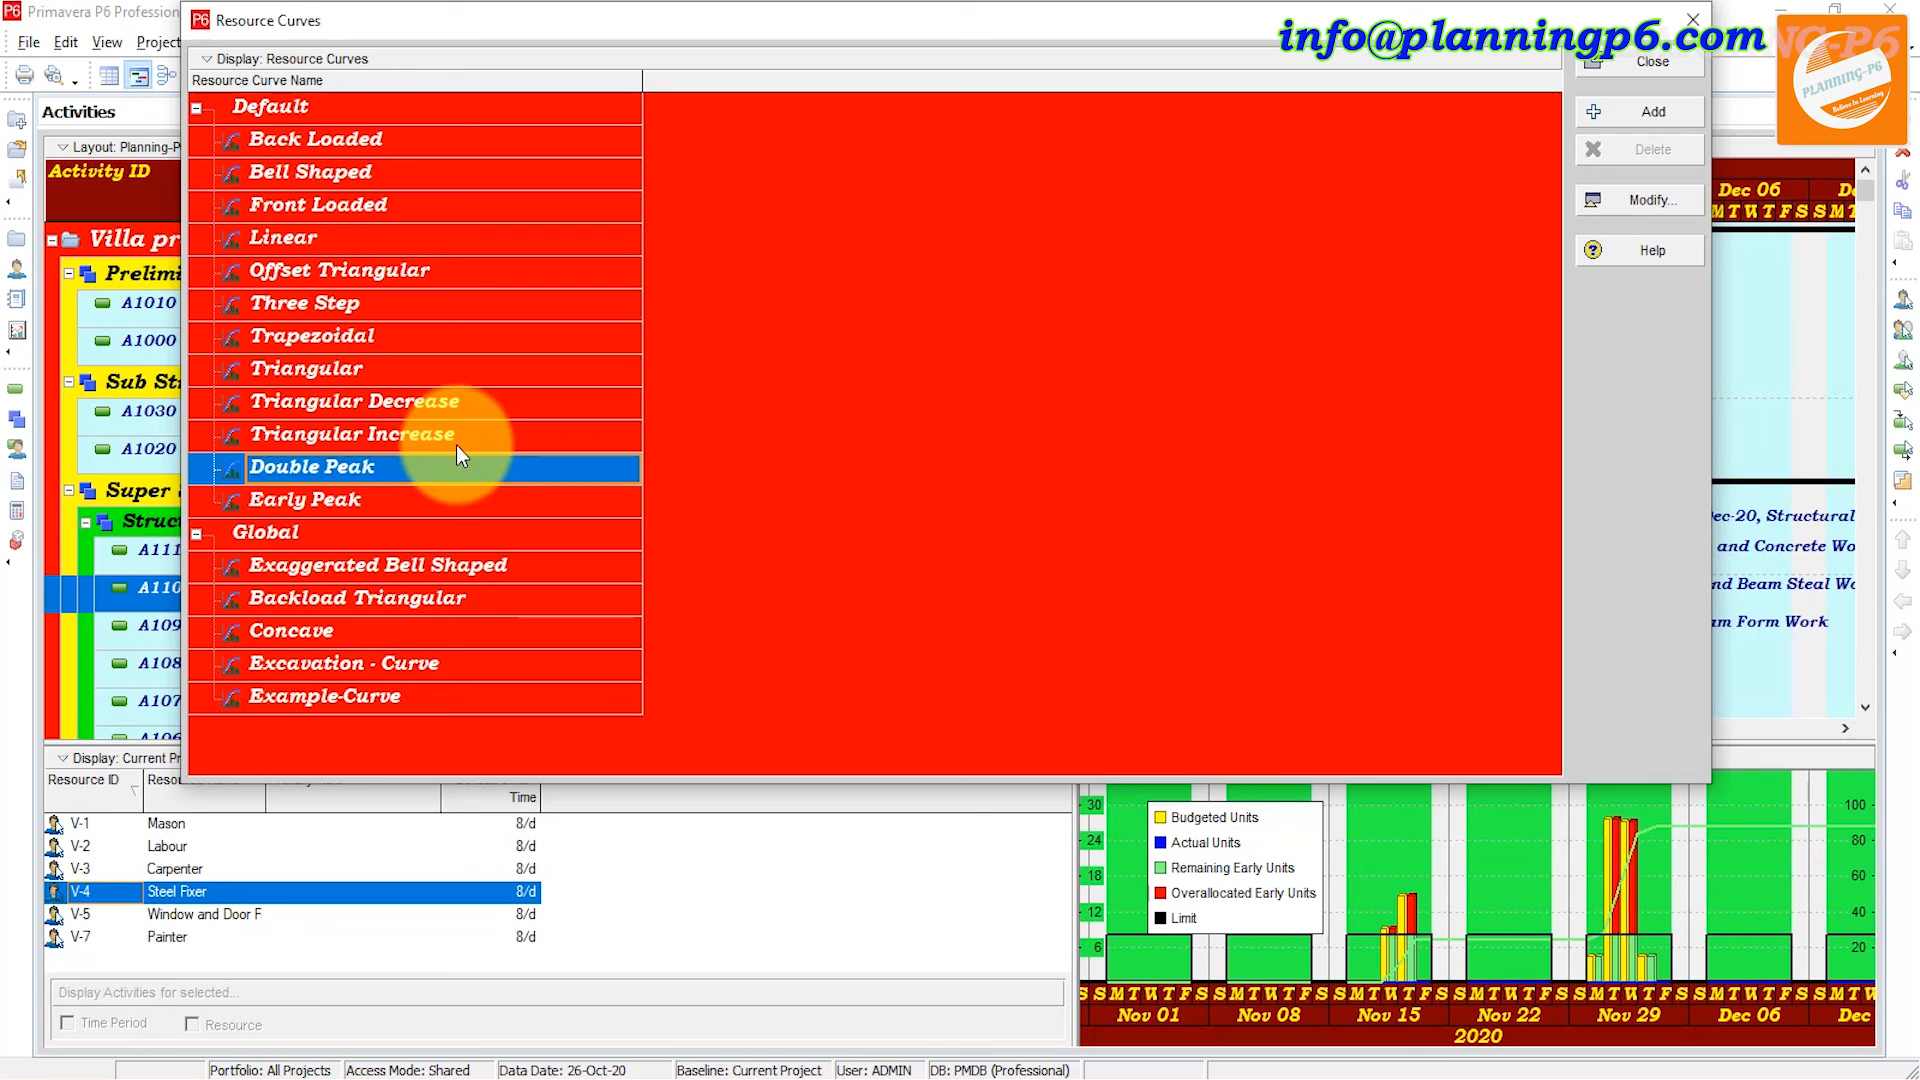 Primavera P6 Profession
Resource Curves
info@planningp6.com
PLANNING-P6
Believe In Learning
File Edit View Project
Display: Resource Curves
Resource Curve Name
Close
Add
Delete
Modify...
Help
Activities
Layout: Planning-P
Activity ID
Default
Back Loaded
Bell Shaped
Front Loaded
Linear
Offset Triangular
Three Step
Trapezoidal
Triangular
Triangular Decrease
Triangular Increase
Double Peak
Early Peak
Global
Exaggerated Bell Shaped
Backload Triangular
Concave
Excavation - Curve
Example-Curve
Villa pr
Prelimi
A1010
A1000
Sub St
A1030
A1020
Super
Struc
A111
A110
A109
A108
A107
A106
Dec 06
D
M T W T F S S M T
Dec-20, Structural
and Concrete Wo
nd Beam Steal Wo
am Form Work
Display: Current Pr
Resource ID
Time
V-1 Mason 8/d
V-2 Labour 8/d
V-3 Carpenter 8/d
V-4 Steel Fixer 8/d
V-5 Window and Door F 8/d
V-7 Painter 8/d
Display Activities for selected...
Time Period
Resource
30
24
18
12
6
Budgeted Units
Actual Units
Remaining Early Units
Overallocated Early Units
Limit
100
80
60
40
20
S S M T W T F S S M T W T F S S M T W T F S S M T W T F S S M T W T F S S M T W T F S S M T W
Nov 01 Nov 08 Nov 15 Nov 22 Nov 29 Dec 06 Dec
2020
Portfolio: All Projects
Access Mode: Shared
Data Date: 26-Oct-20
Baseline: Current Project
User: ADMIN
DB: PMDB (Professional)